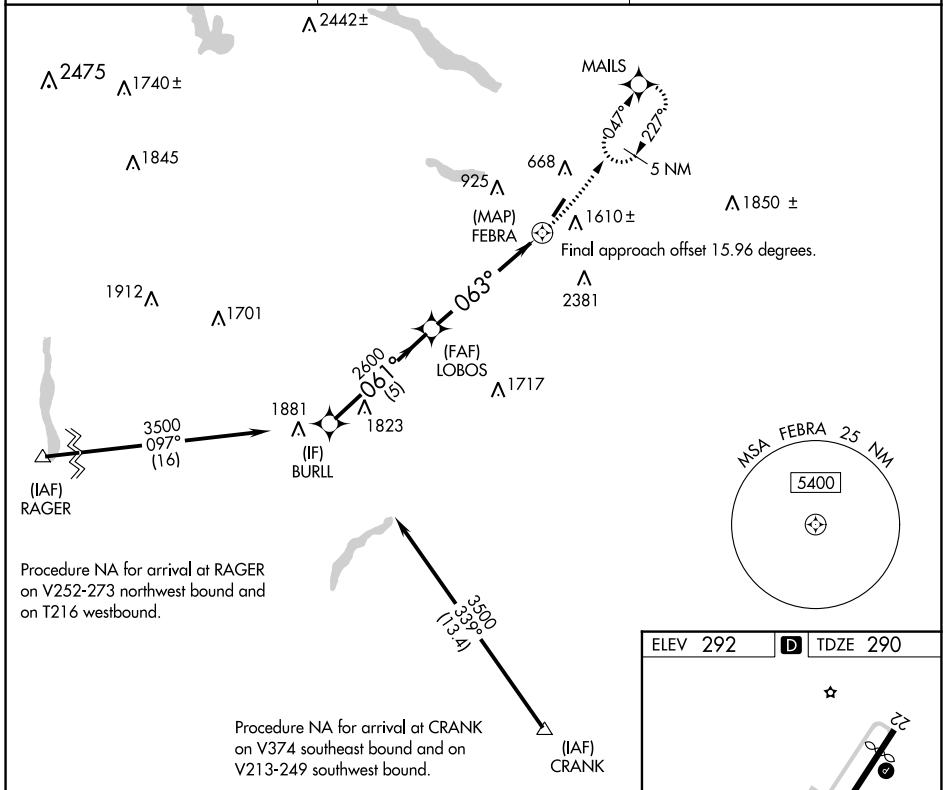 2442±
2475
1740±
MAILS
047°
227°
1845
668
5 NM
925
1850 ±
(MAP)
FEBRA
1610±
Final approach offset 15.96 degrees.
063°
2381
1912
1701
(FAF)
LOBOS
2600
061°
(5)
1717
1881
1823
3500
097°
(16)
(IF)
BURLL
MSA FEBRA 25 NM
5400
(IAF)
RAGER
Procedure NA for arrival at RAGER
on V252-273 northwest bound and
on T216 westbound.
3500
339°
(13.4)
ELEV 292
D
TDZE 290
22
P
Procedure NA for arrival at CRANK
on V374 southeast bound and on
V213-249 southwest bound.
(IAF)
CRANK